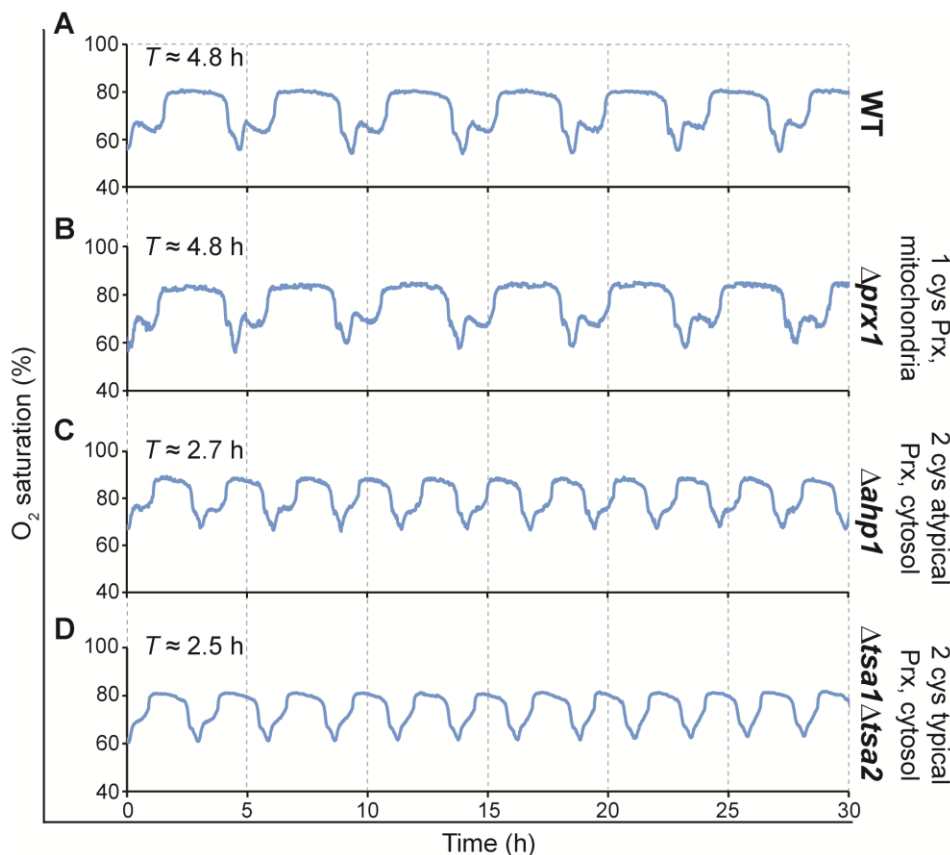 A
100
80
60
40
T ≈ 4.8 h
WT
B
100
80
60
40
T ≈ 4.8 h
Δprx1
1 cys Prx,
mitochondria
C
100
80
60
40
T ≈ 2.7 h
Δahp1
2 cys atypical
Prx, cytosol
D
100
80
60
40
T ≈ 2.5 h
Δtsa1Δtsa2
2 cys typical
Prx, cytosol
O2 saturation (%)
0 5 10 15 20 25 30
Time (h)